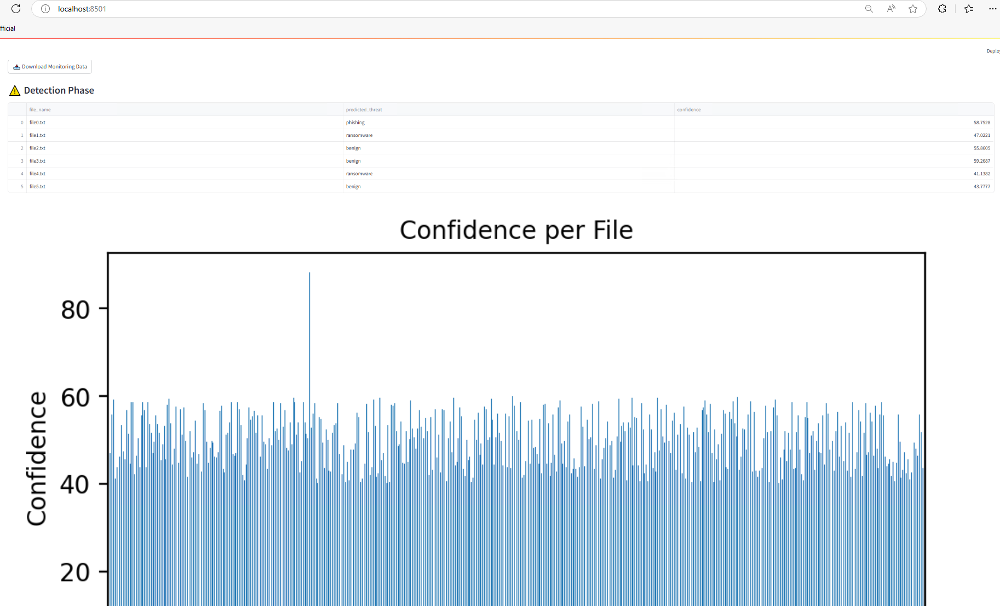 localhost:8501
fficial
Deploy
Download Monitoring Data
Detection Phase
file_name predicted_threat confidence
0 file0.txt phishing 58.7528
1 file1.txt ransomware 47.0221
2 file2.txt benign 55.8605
3 file3.txt benign 59.2687
4 file4.txt ransomware 41.1382
5 file5.txt benign 43.7777
Confidence per File
80
60
40
20
Confidence